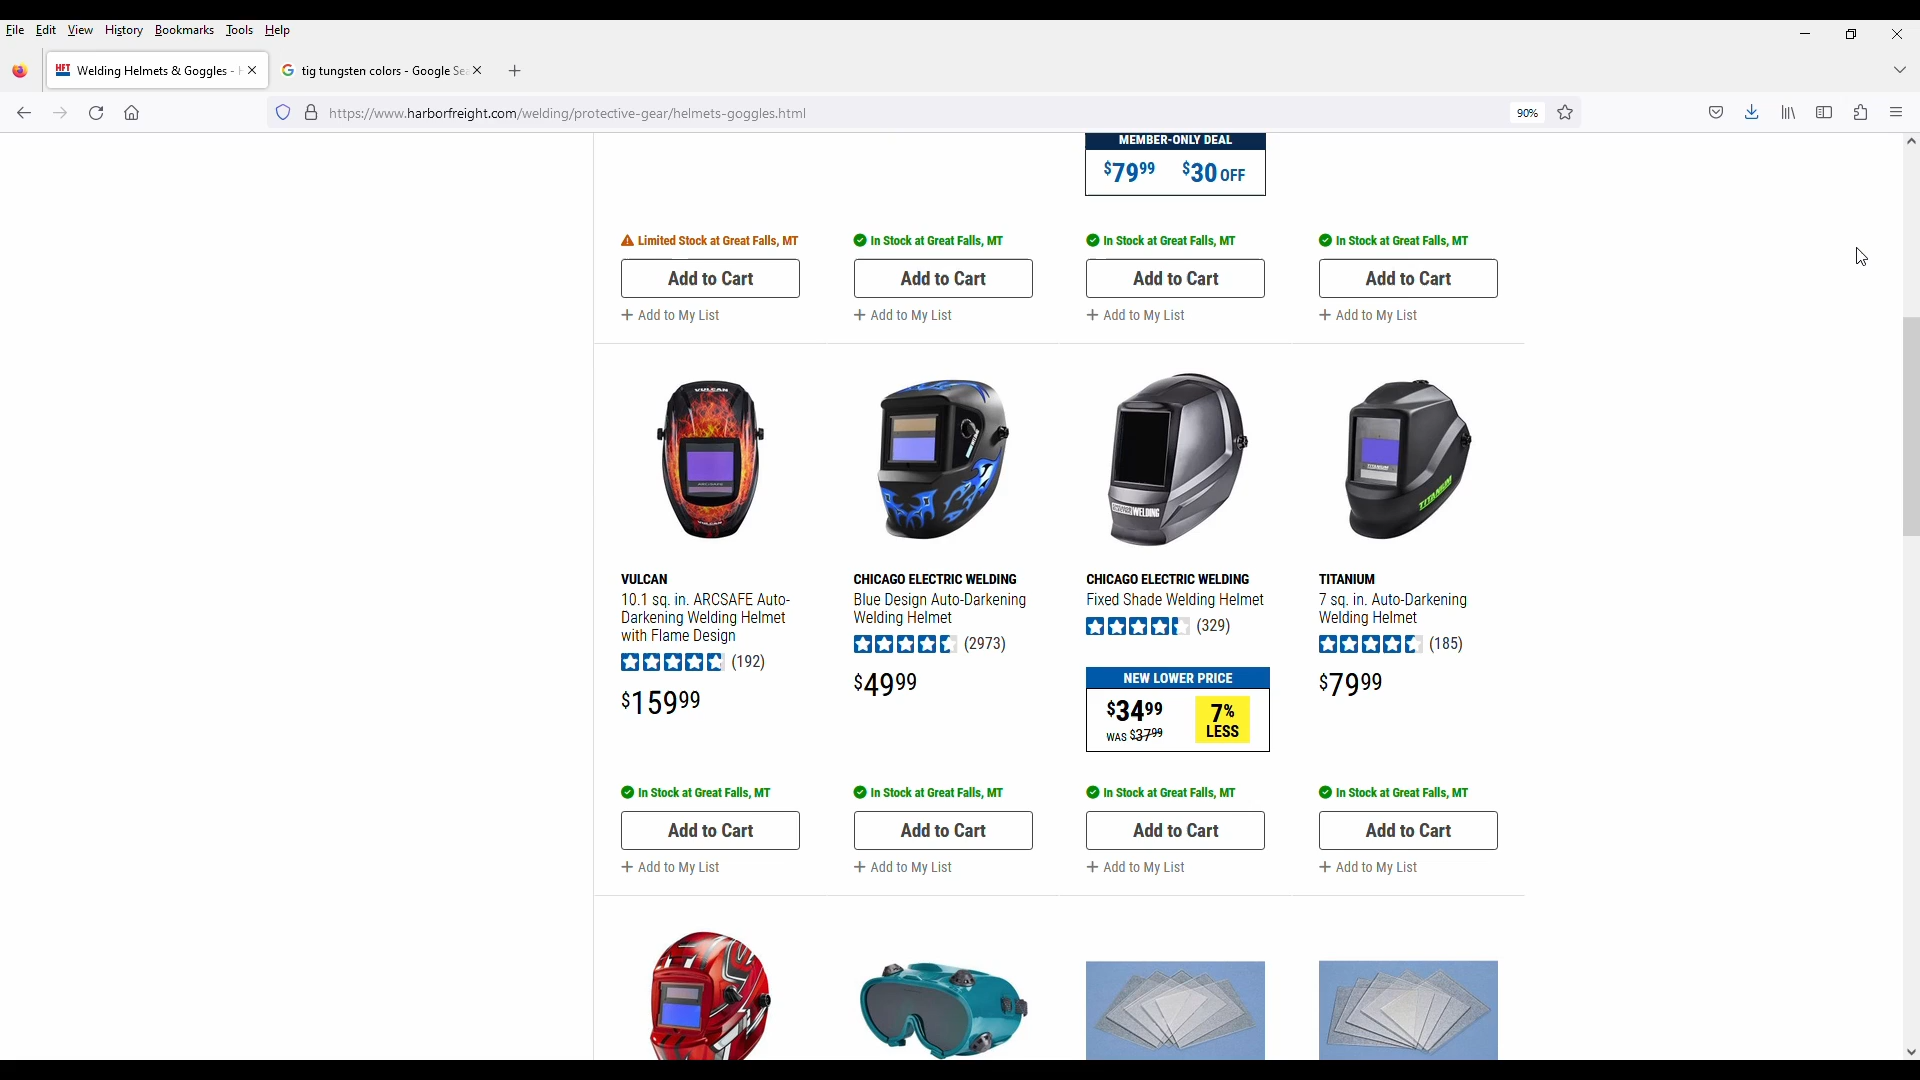 File Edit View History Bookmarks Tools Help
HFT Welding Helmets & Goggles - H
tig tungsten colors - Google Sea
https://www.harborfreight.com/welding/protective-gear/helmets-goggles.html 90%
MEMBER-ONLY DEAL
$79⁹⁹ $30 OFF
Limited Stock at Great Falls, MT In Stock at Great Falls, MT In Stock at Great Falls, MT In Stock at Great Falls, MT
Add to Cart Add to Cart Add to Cart Add to Cart
+ Add to My List + Add to My List + Add to My List + Add to My List
VULCAN
VULCAN
TITANIUM
WELDING
TITANIUM
VULCAN
10.1 sq. in. ARCSAFE Auto-
Darkening Welding Helmet
with Flame Design
(192)
$159⁹⁹
CHICAGO ELECTRIC WELDING
Blue Design Auto-Darkening
Welding Helmet
(2973)
$49⁹⁹
CHICAGO ELECTRIC WELDING
Fixed Shade Welding Helmet
(329)
NEW LOWER PRICE
$34⁹⁹
WAS $37⁹⁹
7%
LESS
TITANIUM
7 sq. in. Auto-Darkening
Welding Helmet
(185)
$79⁹⁹
In Stock at Great Falls, MT In Stock at Great Falls, MT In Stock at Great Falls, MT In Stock at Great Falls, MT
Add to Cart Add to Cart Add to Cart Add to Cart
+ Add to My List + Add to My List + Add to My List + Add to My List